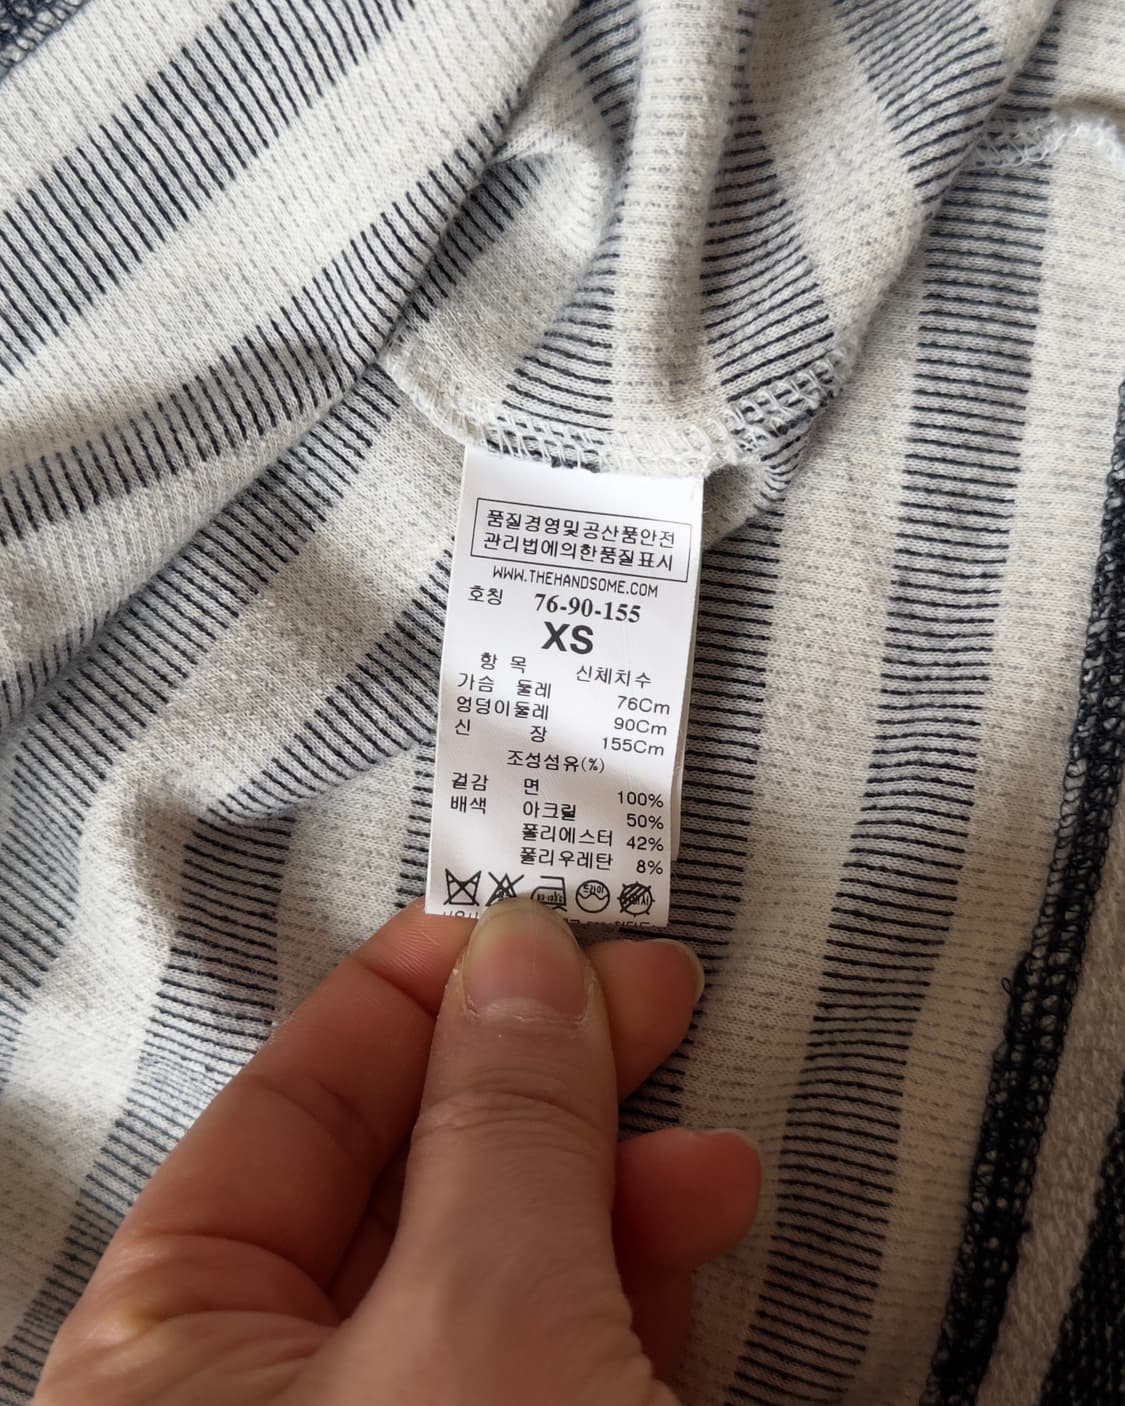 품질경영및공산품안전
관리법에의한품질표시
WWW.THEHANDSOME.COM
호칭 76-90-155
XS
항 목 신체치수
가슴 둘레 76Cm
엉덩이둘레 90Cm
신 장 155Cm
조성섬유(%)
겉감 면 100%
배색 아크릴 50%
폴리에스터 42%
폴리우레탄 8%
드라이